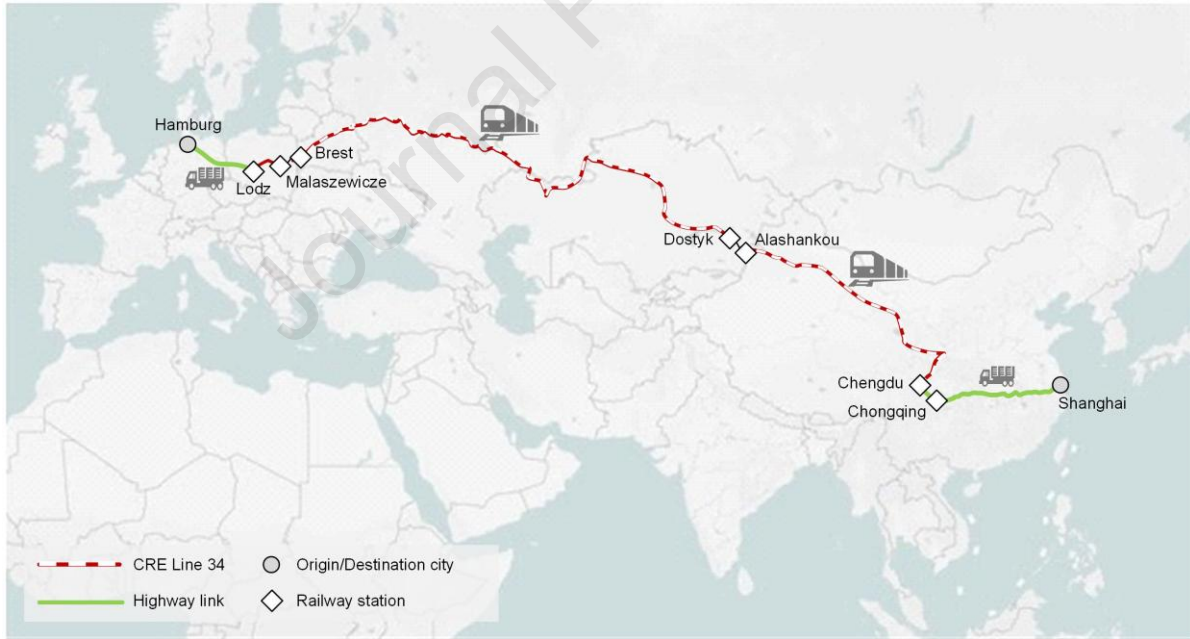 Journal P
Hamburg
Brest
Lodz
Malaszewicze
Dostyk
Alashankou
Chengdu
Chongqing
Shanghai
CRE Line 34
Origin/Destination city
Highway link
Railway station